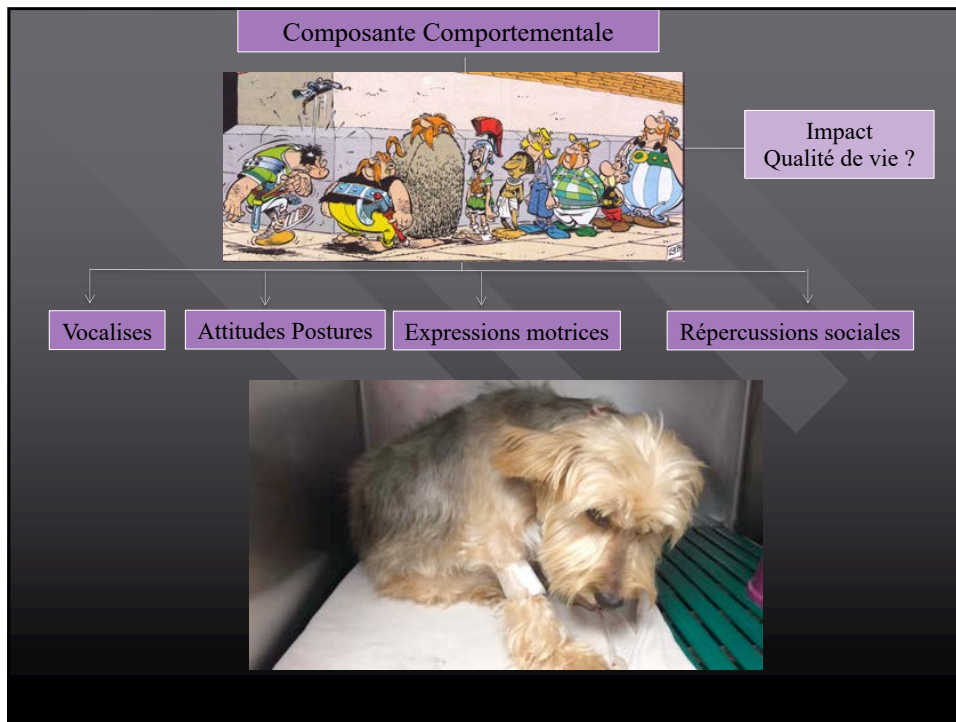 Composante Comportementale
Impact
Qualité de vie ?
Vocalises
Attitudes Postures
Expressions motrices
Répercussions sociales